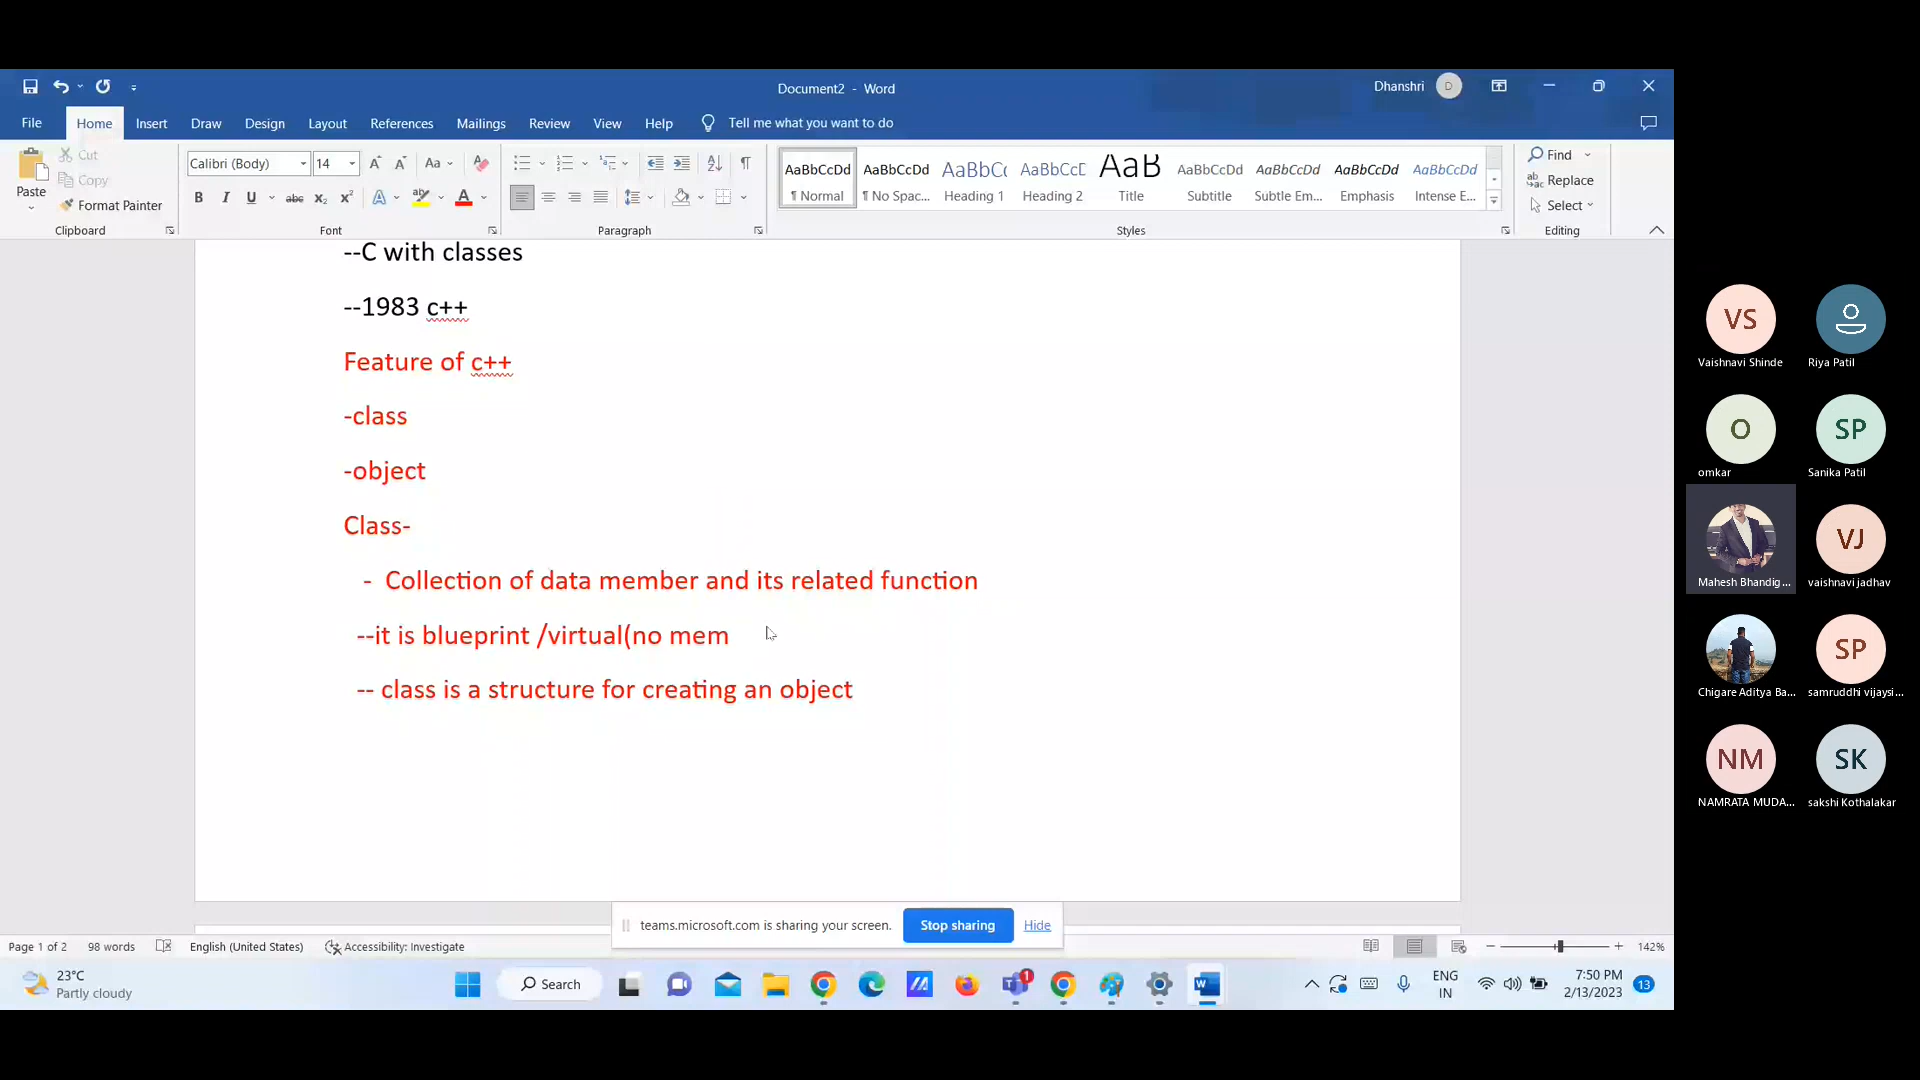 Document2 - Word
Dhanshri
D
File
Home
Insert
Draw
Design
Layout
References
Mailings
Review
View
Help
Tell me what you want to do
Paste
Cut
Copy
Format Painter
Clipboard
Calibri (Body)
14
Font
Paragraph
AaBbCcDd
¶ Normal
AaBbCcDd
¶ No Spac...
AaBbCc
Heading 1
AaBbCcD
Heading 2
AaB
Title
AaBbCcDd
Subtitle
AaBbCcDd
Subtle Em...
AaBbCcDd
Emphasis
AaBbCcDd
Intense E...
Styles
Find
Replace
Select
Editing
--C with classes
--1983 c++
Feature of c++
-class
-object
Class-
- Collection of data member and its related function
--it is blueprint /virtual(no mem
-- class is a structure for creating an object
VS
Vaishnavi Shinde
Riya Patil
O
omkar
SP
Sanika Patil
Mahesh Bhandig...
VJ
vaishnavi jadhav
Chigare Aditya Ba...
SP
samruddhi vijaysi...
NM
NAMRATA MUDA...
SK
sakshi Kothalakar
teams.microsoft.com is sharing your screen.
Stop sharing
Hide
Page 1 of 2
98 words
English (United States)
Accessibility: Investigate
142%
23°C
Partly cloudy
Search
1
ENG
IN
7:50 PM
2/13/2023
13